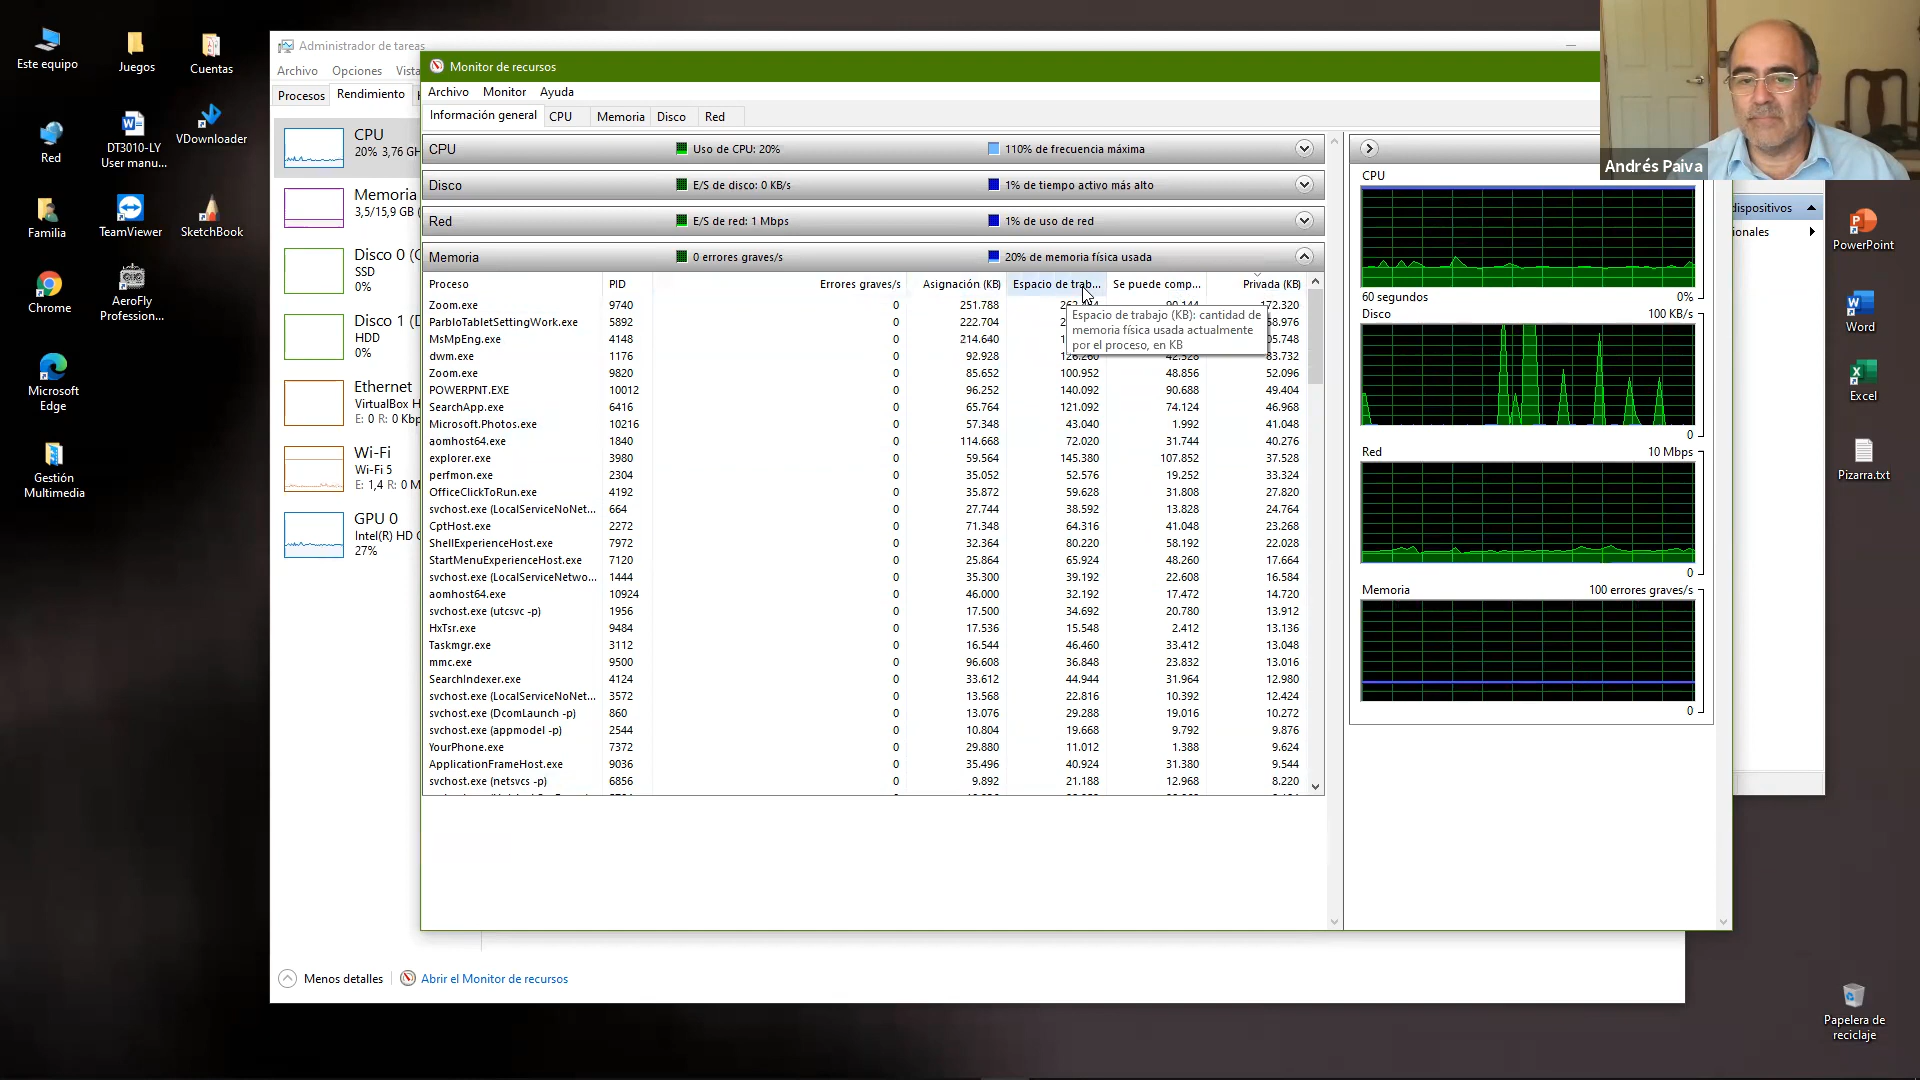 Este equipo
Juegos
Cuentas
Red
DT3010-LY
User manu...
VDownloader
Familia
TeamViewer
SketchBook
Chrome
AeroFly
Profession...
Microsoft
Edge
Gestión
Multimedia
Administrador de tareas
Archivo Opciones Vista
Procesos Rendimiento
CPU
20% 3,76 GH
Memoria
3,5/15,9 GB (
Disco 0 (C
SSD
0%
Disco 1 (D
HDD
0%
Ethernet
VirtualBox H
E: 0 R: 0 Kbp
Wi-Fi
Wi-Fi 5
E: 1,4 R: 0 M
GPU 0
Intel(R) HD G
27%
Menos detalles
Abrir el Monitor de recursos
Monitor de recursos
Archivo Monitor Ayuda
Información general CPU Memoria Disco Red
CPU Uso de CPU: 20% 110% de frecuencia máxima
Disco E/S de disco: 0 KB/s 1% de tiempo activo más alto
Red E/S de red: 1 Mbps 1% de uso de red
Memoria 0 errores graves/s 20% de memoria física usada
Proceso PID Errores graves/s Asignación (KB) Espacio de trab... Se puede comp... Privada (KB)
Zoom.exe 9740 0 251.788 172.320
ParbloTabletSettingWork.exe 5892 0 222.704
MsMpEng.exe 4148 0 214.640
dwm.exe 1176 0 92.928 126.260 42.528 83.732
Zoom.exe 9820 0 85.652 100.952 48.856 52.096
POWERPNT.EXE 10012 0 96.252 140.092 90.688 49.404
SearchApp.exe 6416 0 65.764 121.092 74.124 46.968
Microsoft.Photos.exe 10216 0 57.348 43.040 1.992 41.048
aomhost64.exe 1840 0 114.668 72.020 31.744 40.276
explorer.exe 3980 0 59.564 145.380 107.852 37.528
perfmon.exe 2304 0 35.052 52.576 19.252 33.324
OfficeClickToRun.exe 4192 0 35.872 59.628 31.808 27.820
svchost.exe (LocalServiceNoNet... 664 0 27.744 38.592 13.828 24.764
CptHost.exe 2272 0 71.348 64.316 41.048 23.268
ShellExperienceHost.exe 7972 0 32.364 80.220 58.192 22.028
StartMenuExperienceHost.exe 7120 0 25.864 65.924 48.260 17.664
svchost.exe (LocalServiceNetwo... 1444 0 35.300 39.192 22.608 16.584
aomhost64.exe 10924 0 46.000 32.192 17.472 14.720
svchost.exe (utcsvc -p) 1956 0 17.500 34.692 20.780 13.912
HxTsr.exe 9484 0 17.536 15.548 2.412 13.136
Taskmgr.exe 3112 0 16.544 46.460 33.412 13.048
mmc.exe 9500 0 96.608 36.848 23.832 13.016
SearchIndexer.exe 4124 0 33.612 44.944 31.964 12.980
svchost.exe (LocalServiceNoNet... 3572 0 13.568 22.816 10.392 12.424
svchost.exe (DcomLaunch -p) 860 0 13.076 29.288 19.016 10.272
svchost.exe (appmodel -p) 2544 0 10.804 19.668 9.792 9.876
YourPhone.exe 7372 0 29.880 11.012 1.388 9.624
ApplicationFrameHost.exe 9036 0 35.496 40.924 31.380 9.544
svchost.exe (netsvcs -p) 6856 0 9.892 21.188 12.968 8.220
Espacio de trabajo (KB): cantidad de
memoria física usada actualmente
por el proceso, en KB
CPU
60 segundos 0%
Disco 100 KB/s
0
Red 10 Mbps
0
Memoria 100 errores graves/s
0
Andrés Paiva
dispositivos
ionales
PowerPoint
Word
Excel
Pizarra.txt
Papelera de
reciclaje